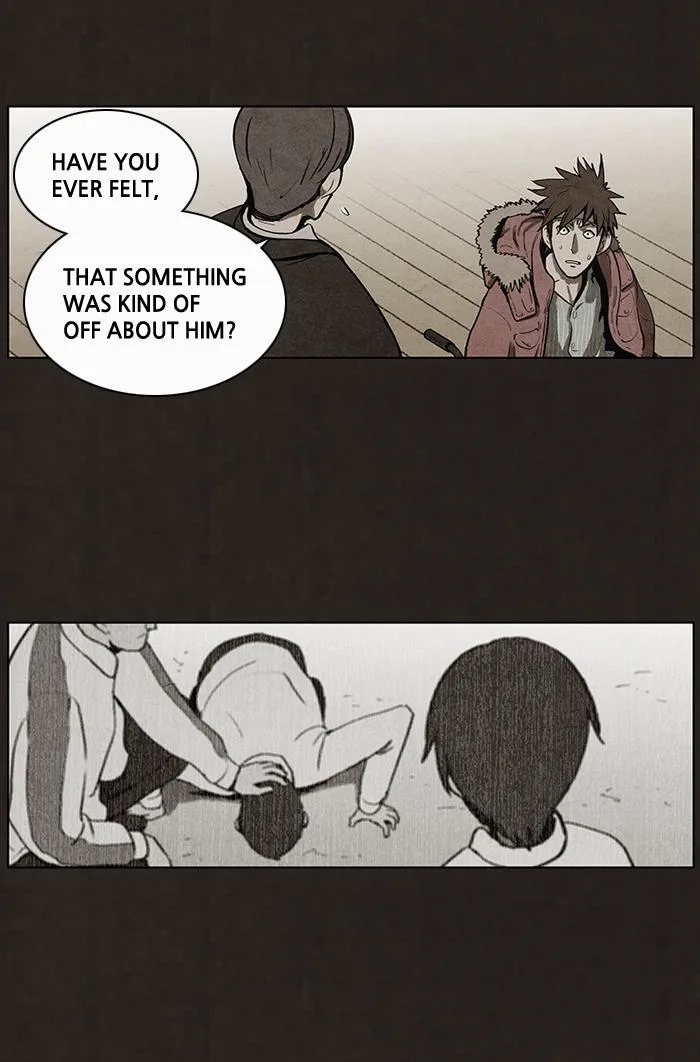 HAVE YOU
EVER FELT,
THAT SOMETHING
WAS KIND OF
OFF ABOUT HIM?